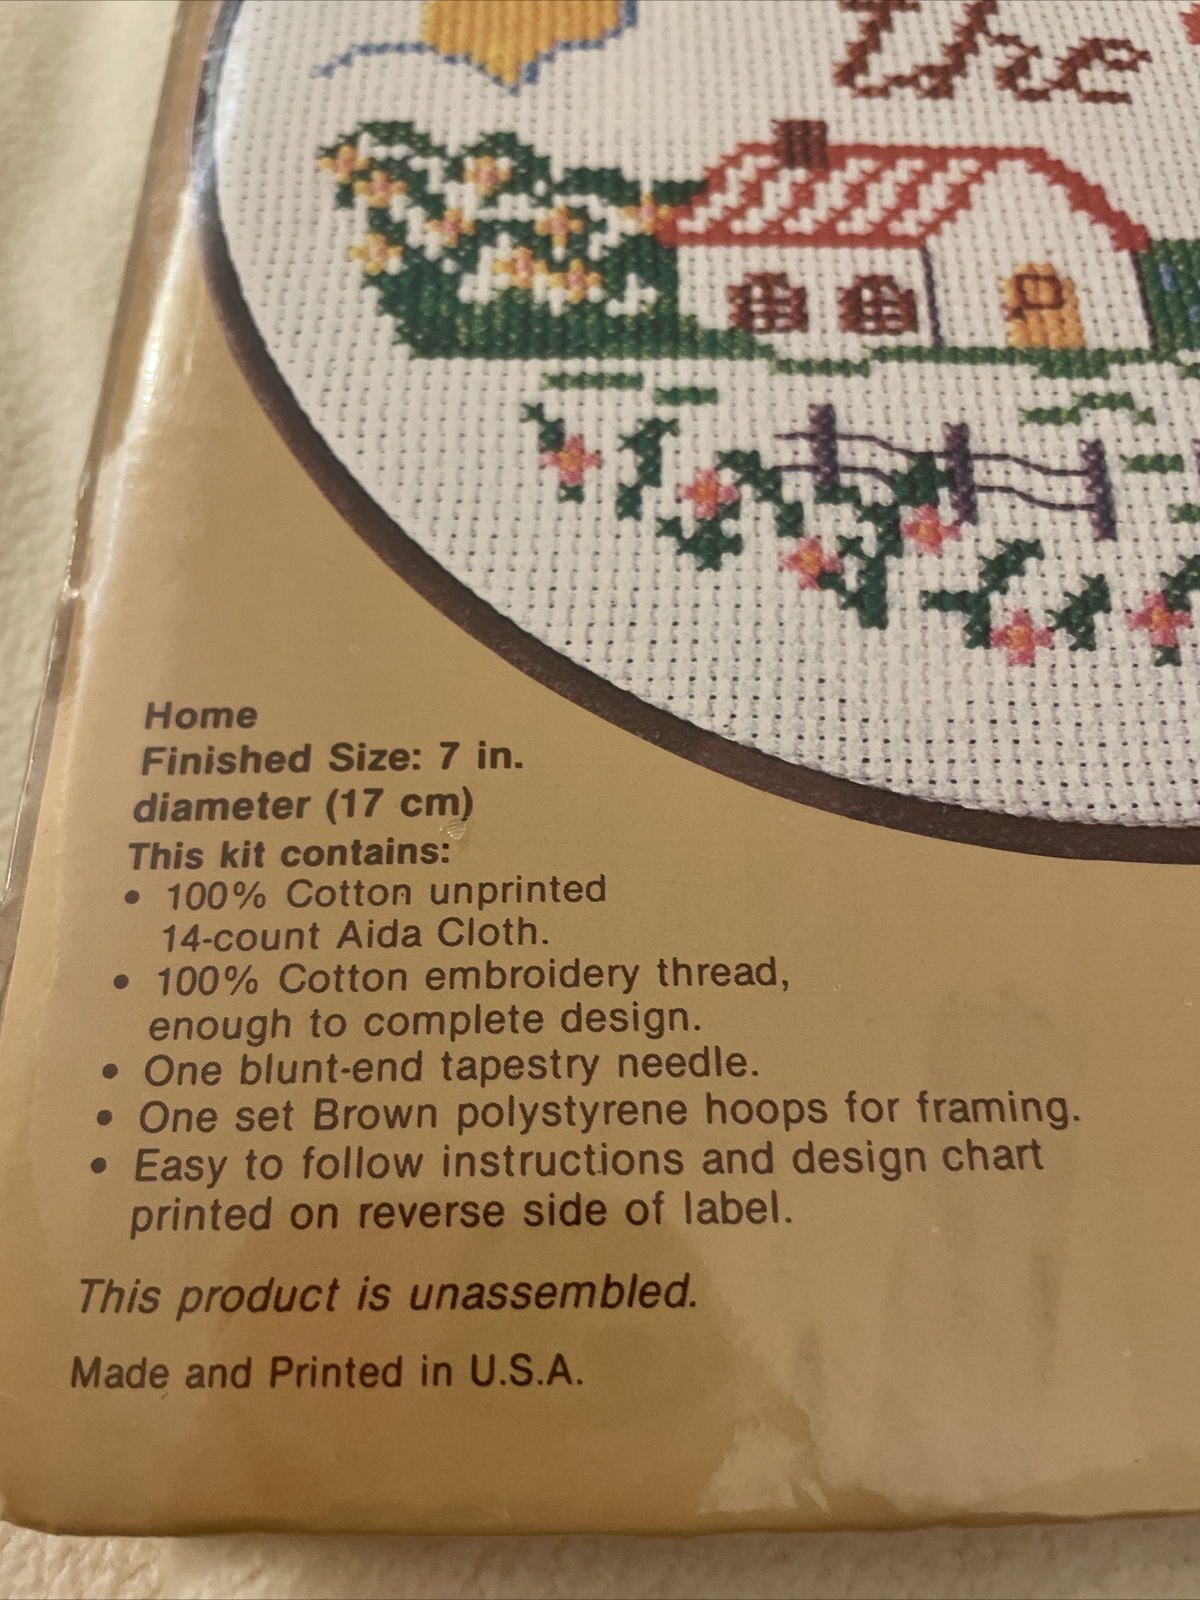 the
Home
Finished Size: 7 in.
diameter (17 cm)
This kit contains:
• 100% Cotton unprinted
14-count Aida Cloth.
• 100% Cotton embroidery thread,
enough to complete design.
• One blunt-end tapestry needle.
• One set Brown polystyrene hoops for framing.
• Easy to follow instructions and design chart
printed on reverse side of label.
This product is unassembled.
Made and Printed in U.S.A.